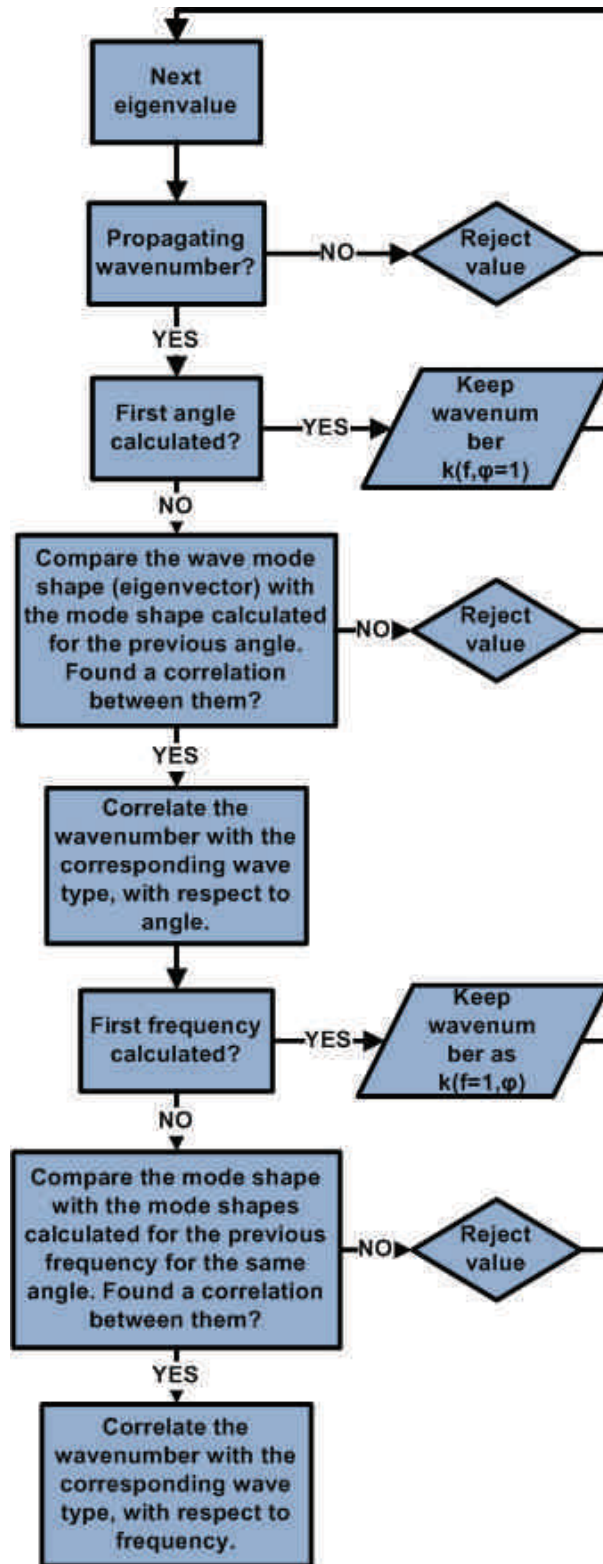 Next
eigenvalue
Propagating
wavenumber?
NO
Reject
value
YES
First angle
calculated?
YES
Keep
wavenum
ber
k(f,φ=1)
NO
Compare the wave mode
shape (eigenvector) with
the mode shape calculated
for the previous angle.
Found a correlation
between them?
NO
Reject
value
YES
Correlate the
wavenumber with the
corresponding wave
type, with respect to
angle.
First frequency
calculated?
YES
Keep
wavenum
ber as
k(f=1,φ)
NO
Compare the mode shape
with the mode shapes
calculated for the previous
frequency for the same
angle. Found a correlation
between them?
NO
Reject
value
YES
Correlate the
wavenumber with the
corresponding wave
type, with respect to
frequency.